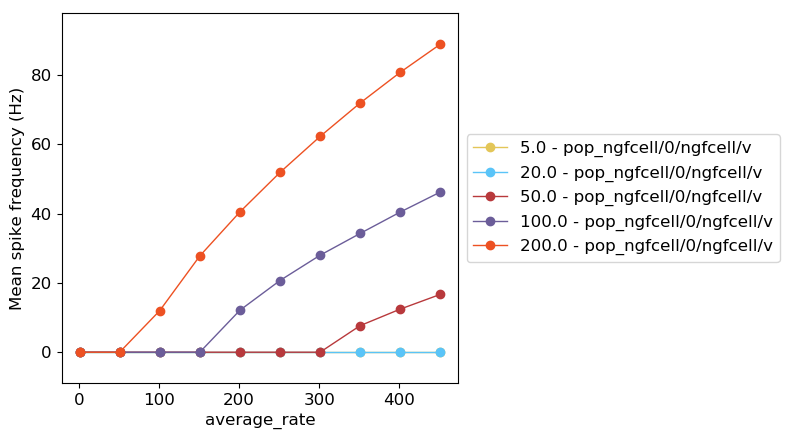 80
60
40
20
0
Mean spike frequency (Hz)
0 100 200 300 400
average_rate
5.0 - pop_ngfcell/0/ngfcell/v
20.0 - pop_ngfcell/0/ngfcell/v
50.0 - pop_ngfcell/0/ngfcell/v
100.0 - pop_ngfcell/0/ngfcell/v
200.0 - pop_ngfcell/0/ngfcell/v